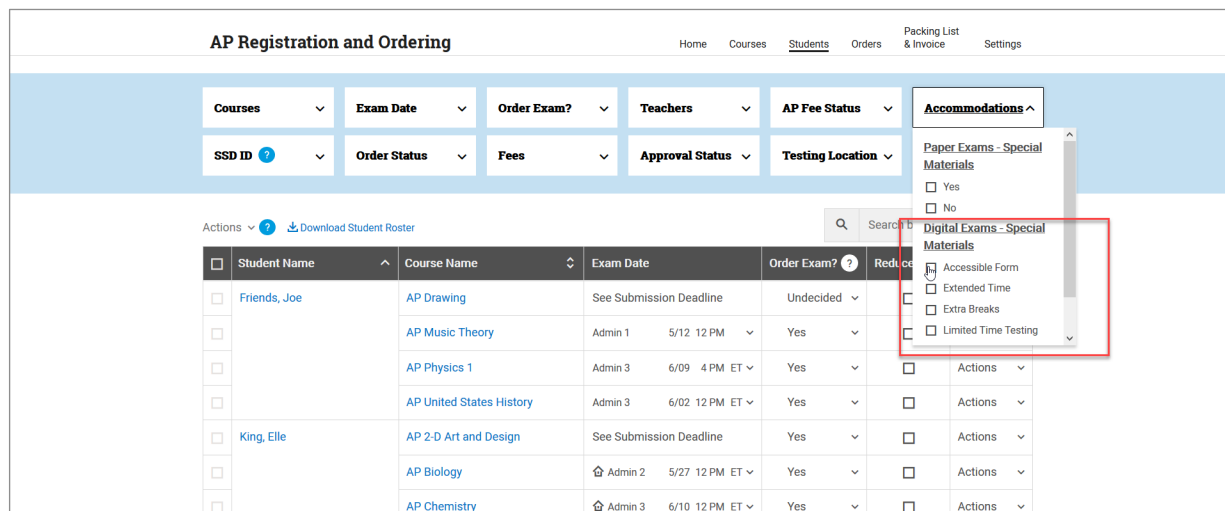 AP Registration and Ordering
Home Courses Students Orders Packing List & Invoice Settings
Courses Exam Date Order Exam? Teachers AP Fee Status Accommodations
SSD ID ? Order Status Fees Approval Status Testing Location
Paper Exams - Special
Materials
Yes
No
Digital Exams - Special
Materials
Accessible Form
Extended Time
Extra Breaks
Limited Time Testing
Actions ? Download Student Roster
Search b
Student Name Course Name Exam Date Order Exam? ? Reduce
Friends, Joe AP Drawing See Submission Deadline Undecided
AP Music Theory Admin 1 5/12 12 PM Yes
AP Physics 1 Admin 3 6/09 4 PM ET Yes Actions
AP United States History Admin 3 6/02 12 PM ET Yes Actions
King, Elle AP 2-D Art and Design See Submission Deadline Yes Actions
AP Biology Admin 2 5/27 12 PM ET Yes Actions
AP Chemistry Admin 3 6/10 12 PM ET Yes Actions